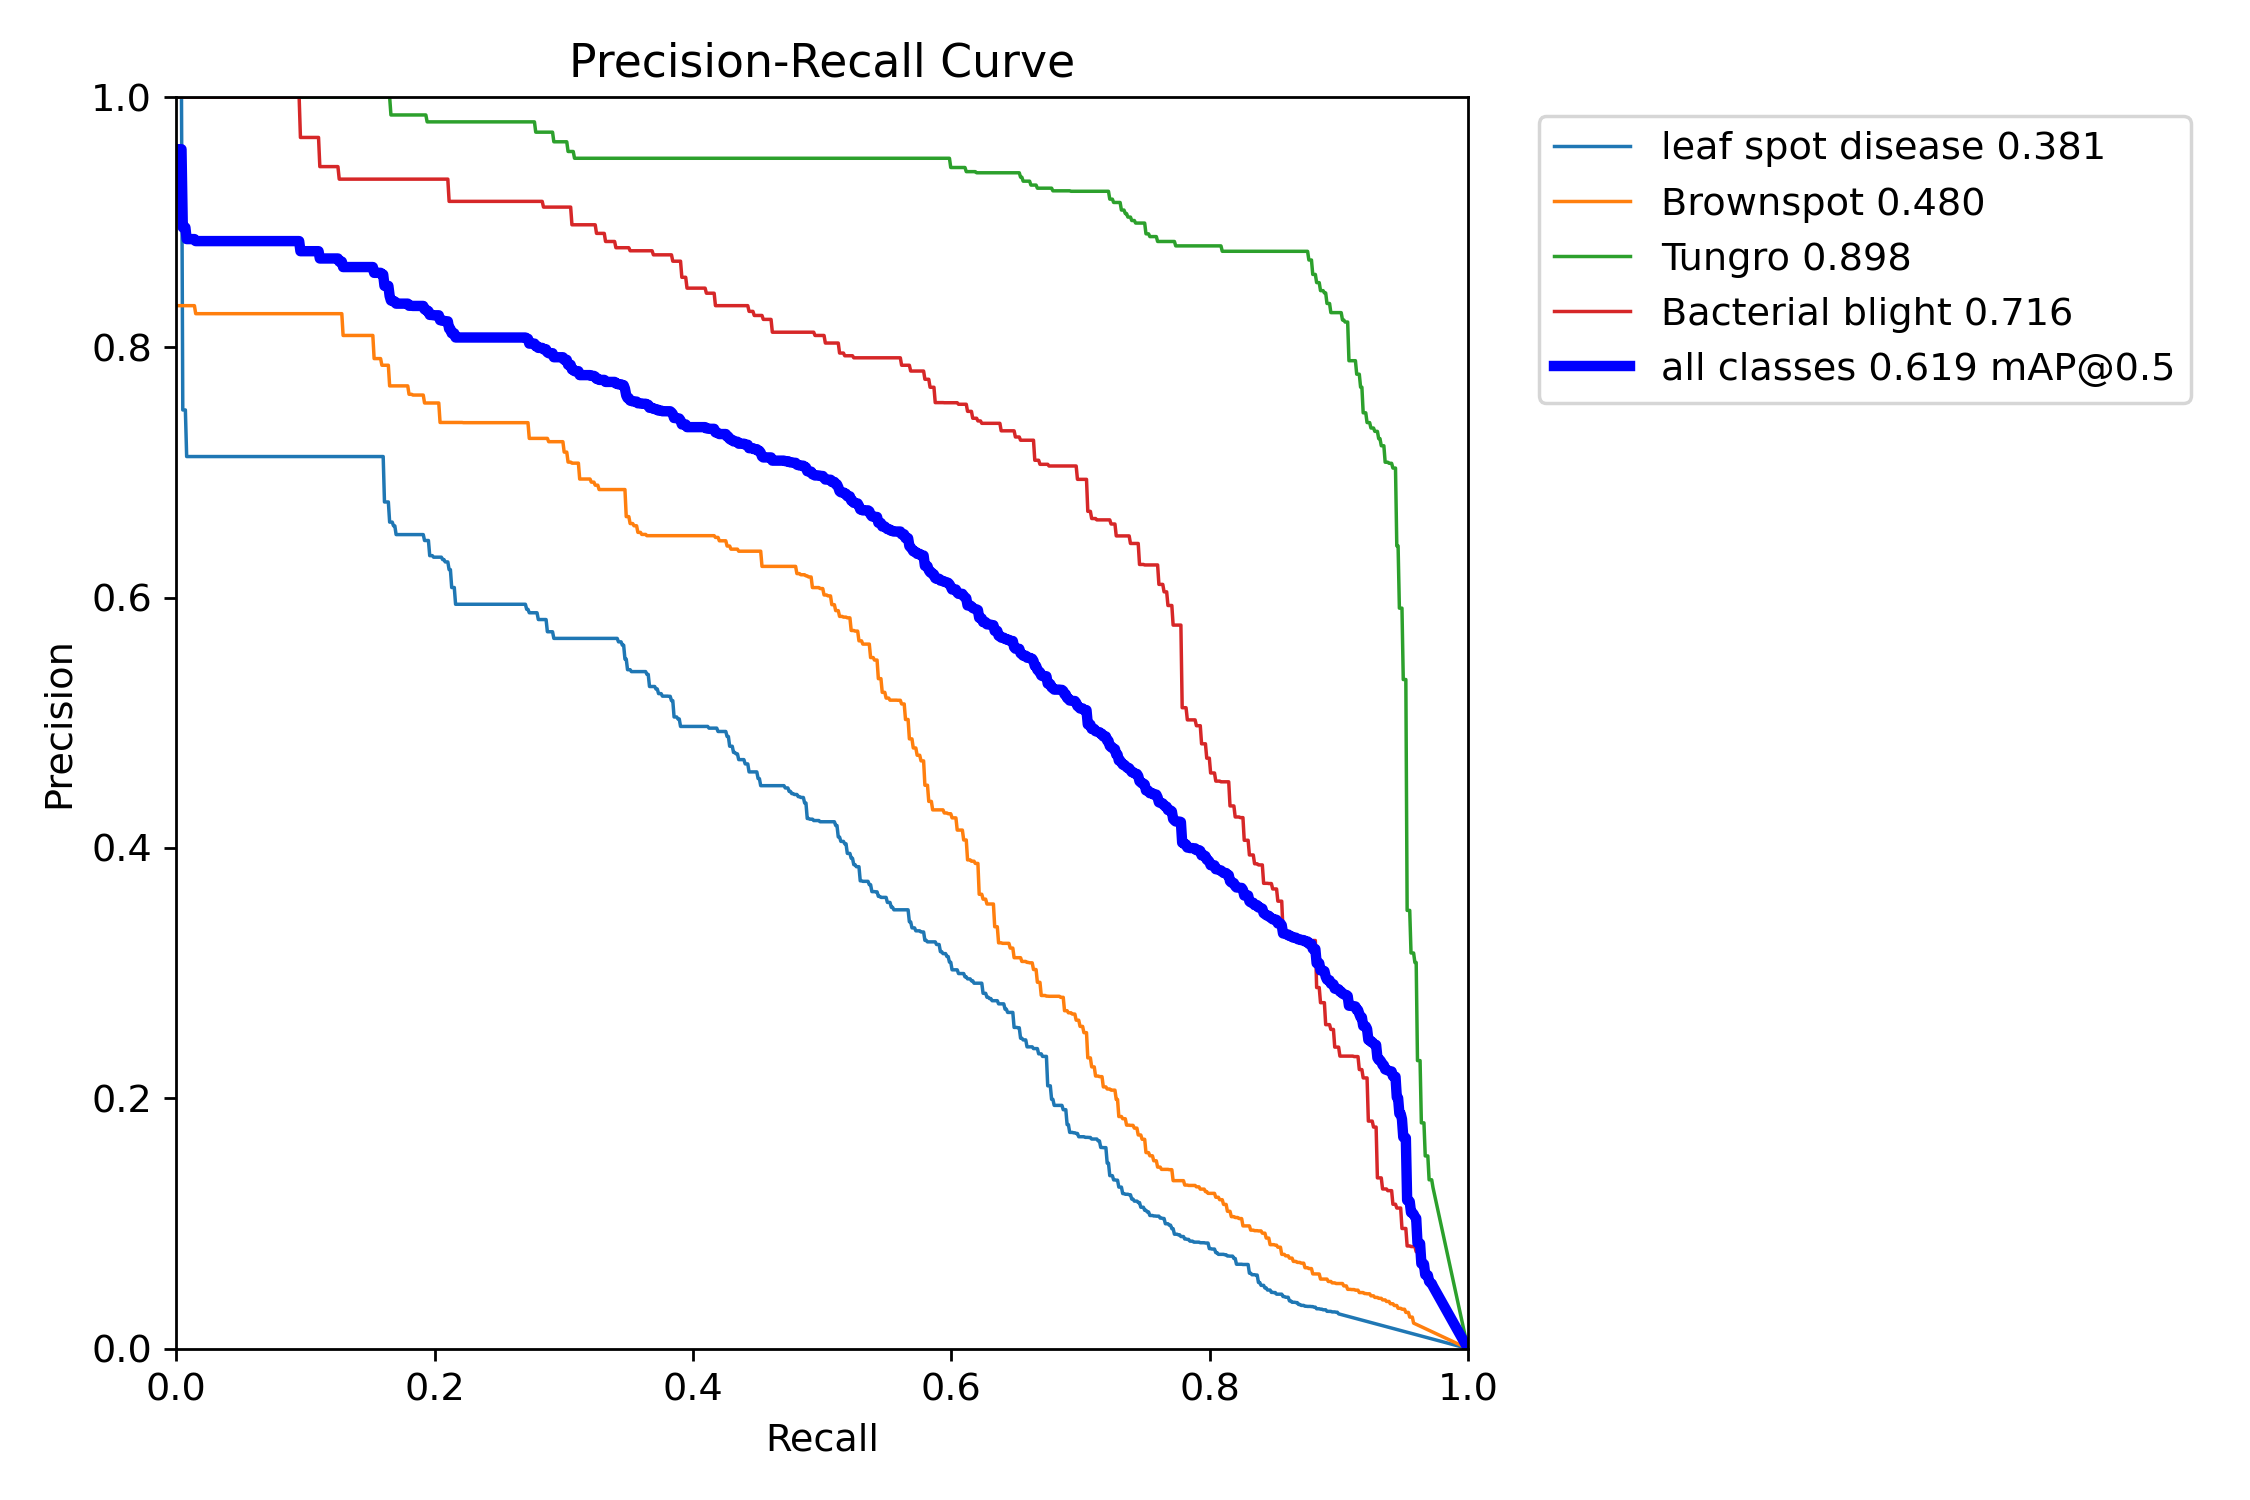 Precision-Recall Curve
1.0
0.8
0.6
0.4
0.2
0.0
Precision
0.0 0.2 0.4 0.6 0.8 1.0
Recall
leaf spot disease 0.381
Brownspot 0.480
Tungro 0.898
Bacterial blight 0.716
all classes 0.619 mAP@0.5